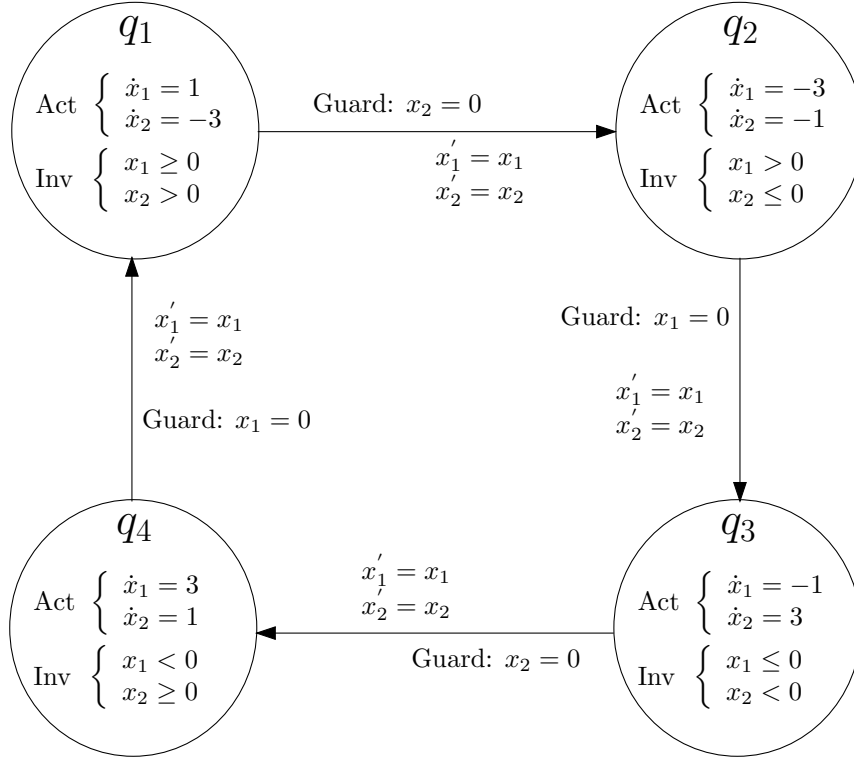 q1
Act { ẋ1 = 1
ẋ2 = −3
Inv { x1 ≥ 0
x2 > 0
Guard: x2 = 0
x1' = x1
x2' = x2
q2
Act { ẋ1 = −3
ẋ2 = −1
Inv { x1 > 0
x2 ≤ 0
x1' = x1
x2' = x2
Guard: x1 = 0
Guard: x1 = 0
x1' = x1
x2' = x2
q4
Act { ẋ1 = 3
ẋ2 = 1
Inv { x1 < 0
x2 ≥ 0
x1' = x1
x2' = x2
Guard: x2 = 0
q3
Act { ẋ1 = −1
ẋ2 = 3
Inv { x1 ≤ 0
x2 < 0